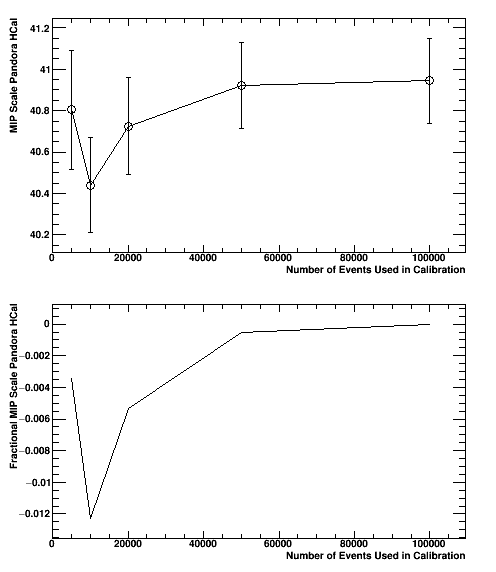 MIP Scale Pandora HCal
41.2
41
40.8
40.6
40.4
40.2
0 20000 40000 60000 80000 100000
Number of Events Used in Calibration
Fractional MIP Scale Pandora HCal
0
−0.002
−0.004
−0.006
−0.008
−0.01
−0.012
0 20000 40000 60000 80000 100000
Number of Events Used in Calibration